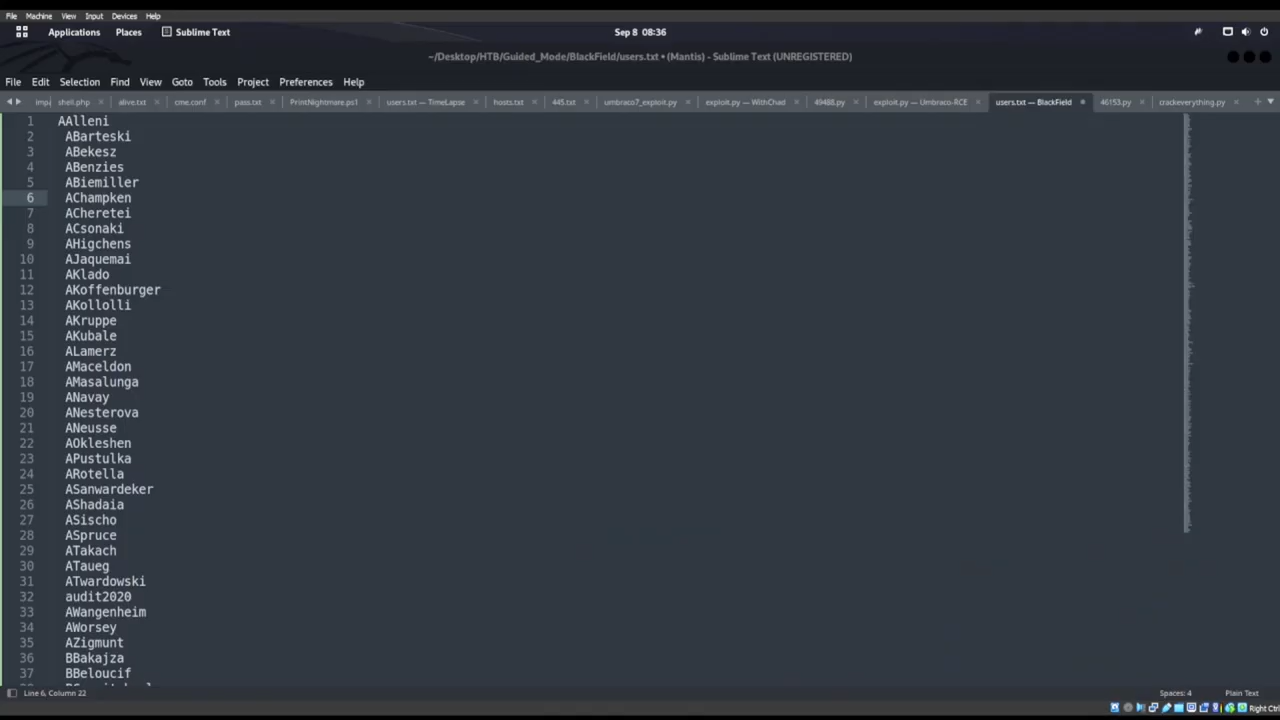 File Machine View Input Devices Help
Applications Places Sublime Text Sep 8 08:36
~/Desktop/HTB/Guided_Mode/BlackField/users.txt • (Mantis) - Sublime Text (UNREGISTERED)
File Edit Selection Find View Goto Tools Project Preferences Help
shell.php alive.txt cme.conf pass.txt PrintNightmare.ps1 users.txt — TimeLapse hosts.txt 445.txt umbraco7_exploit.py exploit.py — WithChad 49488.py exploit.py — Umbraco-RCE users.txt — BlackField 46153.py crackeverything.py
1 AAlleni
2 ABarteski
3 ABekesz
4 ABenzies
5 ABiemiller
6 AChampken
7 ACheretei
8 ACsonaki
9 AHigchens
10 AJaquemai
11 AKlado
12 AKoffenburger
13 AKollolli
14 AKruppe
15 AKubale
16 ALamerz
17 AMaceldon
18 AMasalunga
19 ANavay
20 ANesterova
21 ANeusse
22 AOkleshen
23 APustulka
24 ARotella
25 ASanwardeker
26 AShadaia
27 ASischo
28 ASpruce
29 ATakach
30 ATaueg
31 ATwardowski
32 audit2020
33 AWangenheim
34 AWorsey
35 AZigmunt
36 BBakajza
37 BBeloucif
Line 6, Column 22 Spaces: 4 Plain Text
Right Ctrl